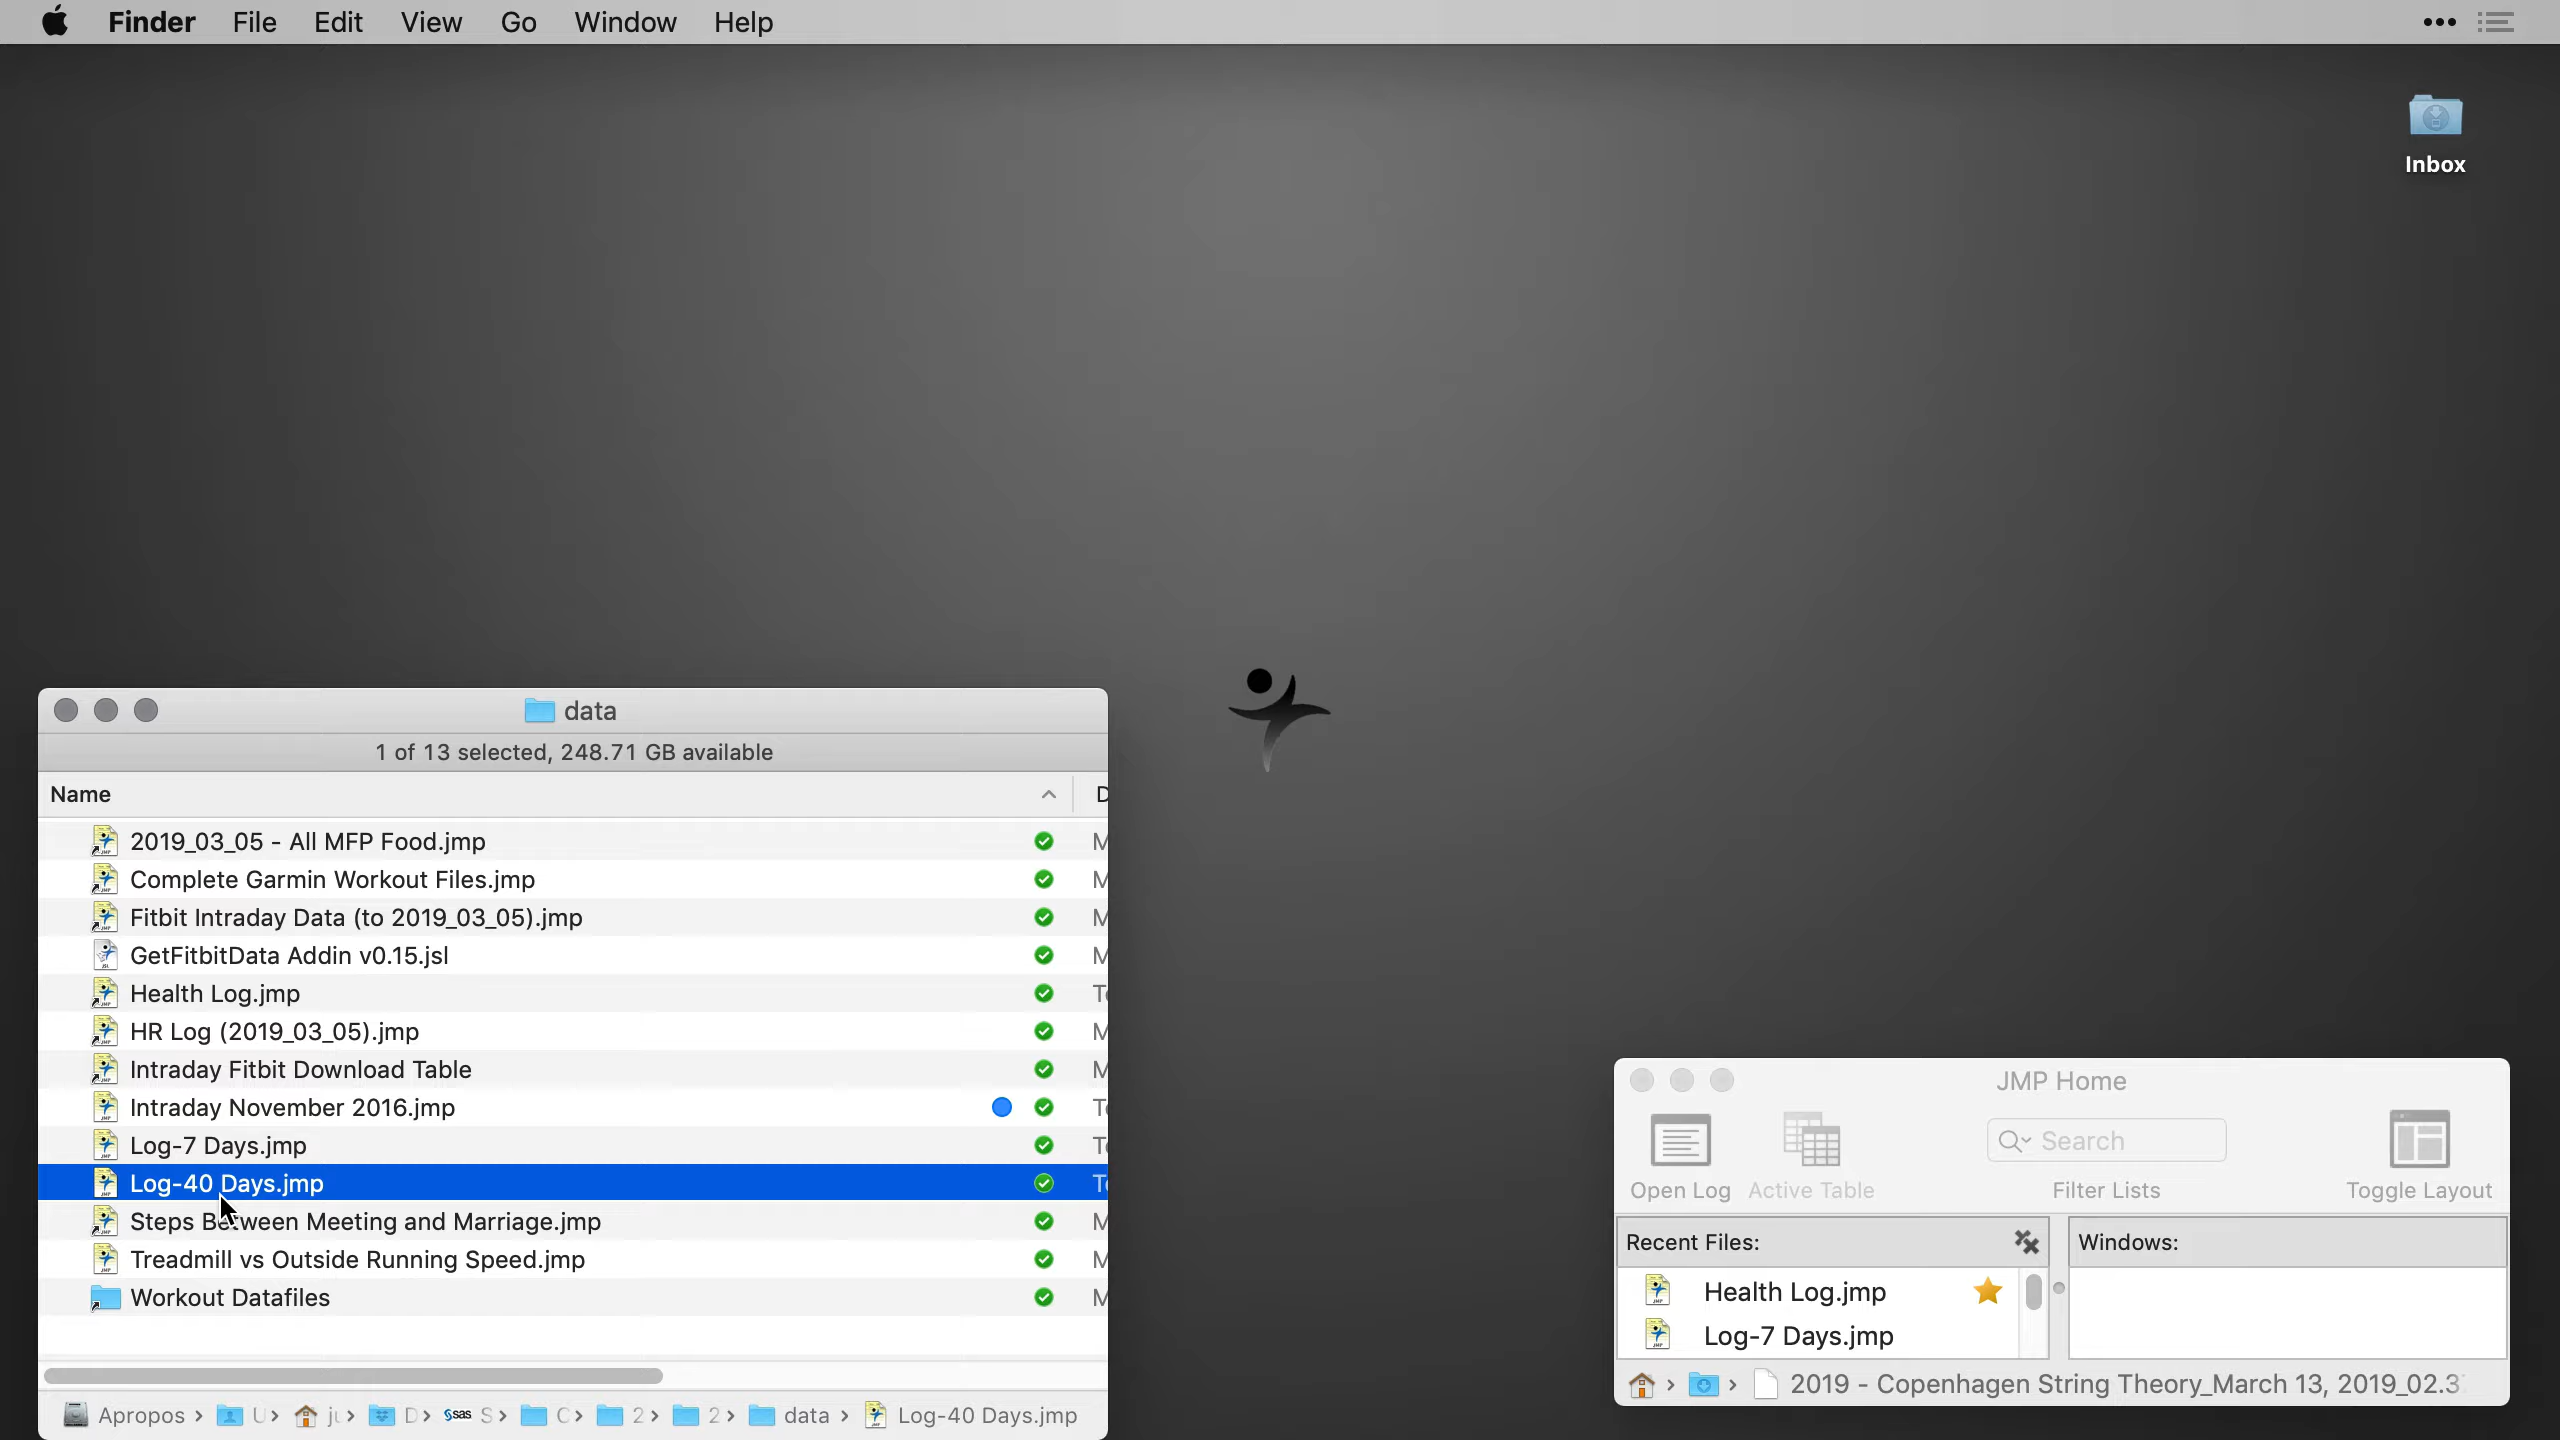 Finder File Edit View Go Window Help
Inbox
data
1 of 13 selected, 248.71 GB available
Name
2019_03_05 - All MFP Food.jmp
Complete Garmin Workout Files.jmp
Fitbit Intraday Data (to 2019_03_05).jmp
GetFitbitData Addin v0.15.jsl
Health Log.jmp
HR Log (2019_03_05).jmp
Intraday Fitbit Download Table
Intraday November 2016.jmp
Log-7 Days.jmp
Log-40 Days.jmp
Steps Between Meeting and Marriage.jmp
Treadmill vs Outside Running Speed.jmp
Workout Datafiles
Apropos › U› › D› sas S› C› 2› 2› data › Log-40 Days.jmp
JMP Home
Search
Open Log Active Table Filter Lists Toggle Layout
Recent Files: Windows:
Health Log.jmp
Log-7 Days.jmp
2019 - Copenhagen String Theory_March 13, 2019_02.3